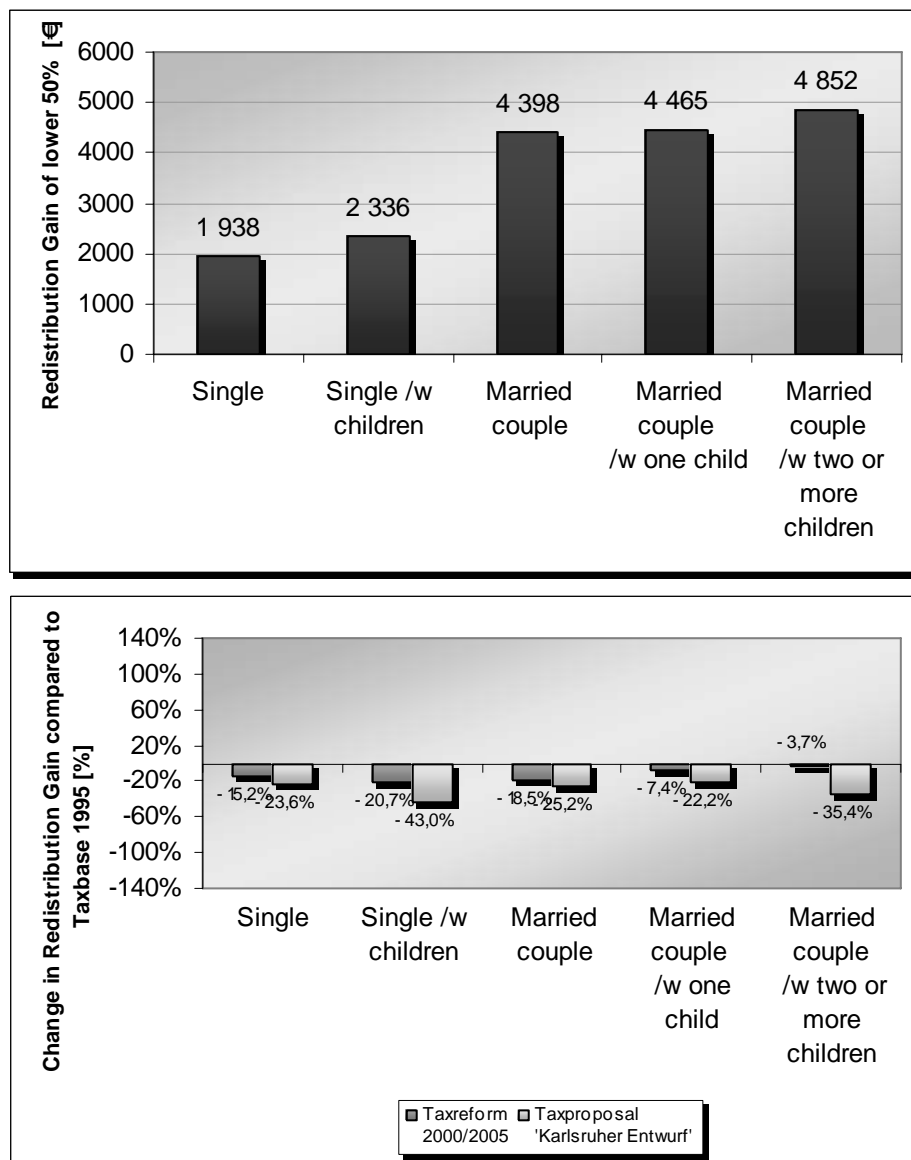 Redistribution Gain of lower 50% [€]
6000
5000
4000
3000
2000
1000
0
1 938
2 336
4 398
4 465
4 852
Single
Single /w
children
Married
couple
Married
couple
/w one child
Married
couple
/w two or
more
children
Change in Redistribution Gain compared to
Taxbase 1995 [%]
140%
100%
60%
20%
-20%
-60%
-100%
-140%
- 15,2%
- 23,6%
- 20,7%
- 43,0%
- 18,5%
- 25,2%
- 7,4%
- 22,2%
- 3,7%
- 35,4%
Single
Single /w
children
Married
couple
Married
couple
/w one
child
Married
couple
/w two or
more
children
Taxreform
2000/2005
Taxproposal
'Karlsruher Entwurf'